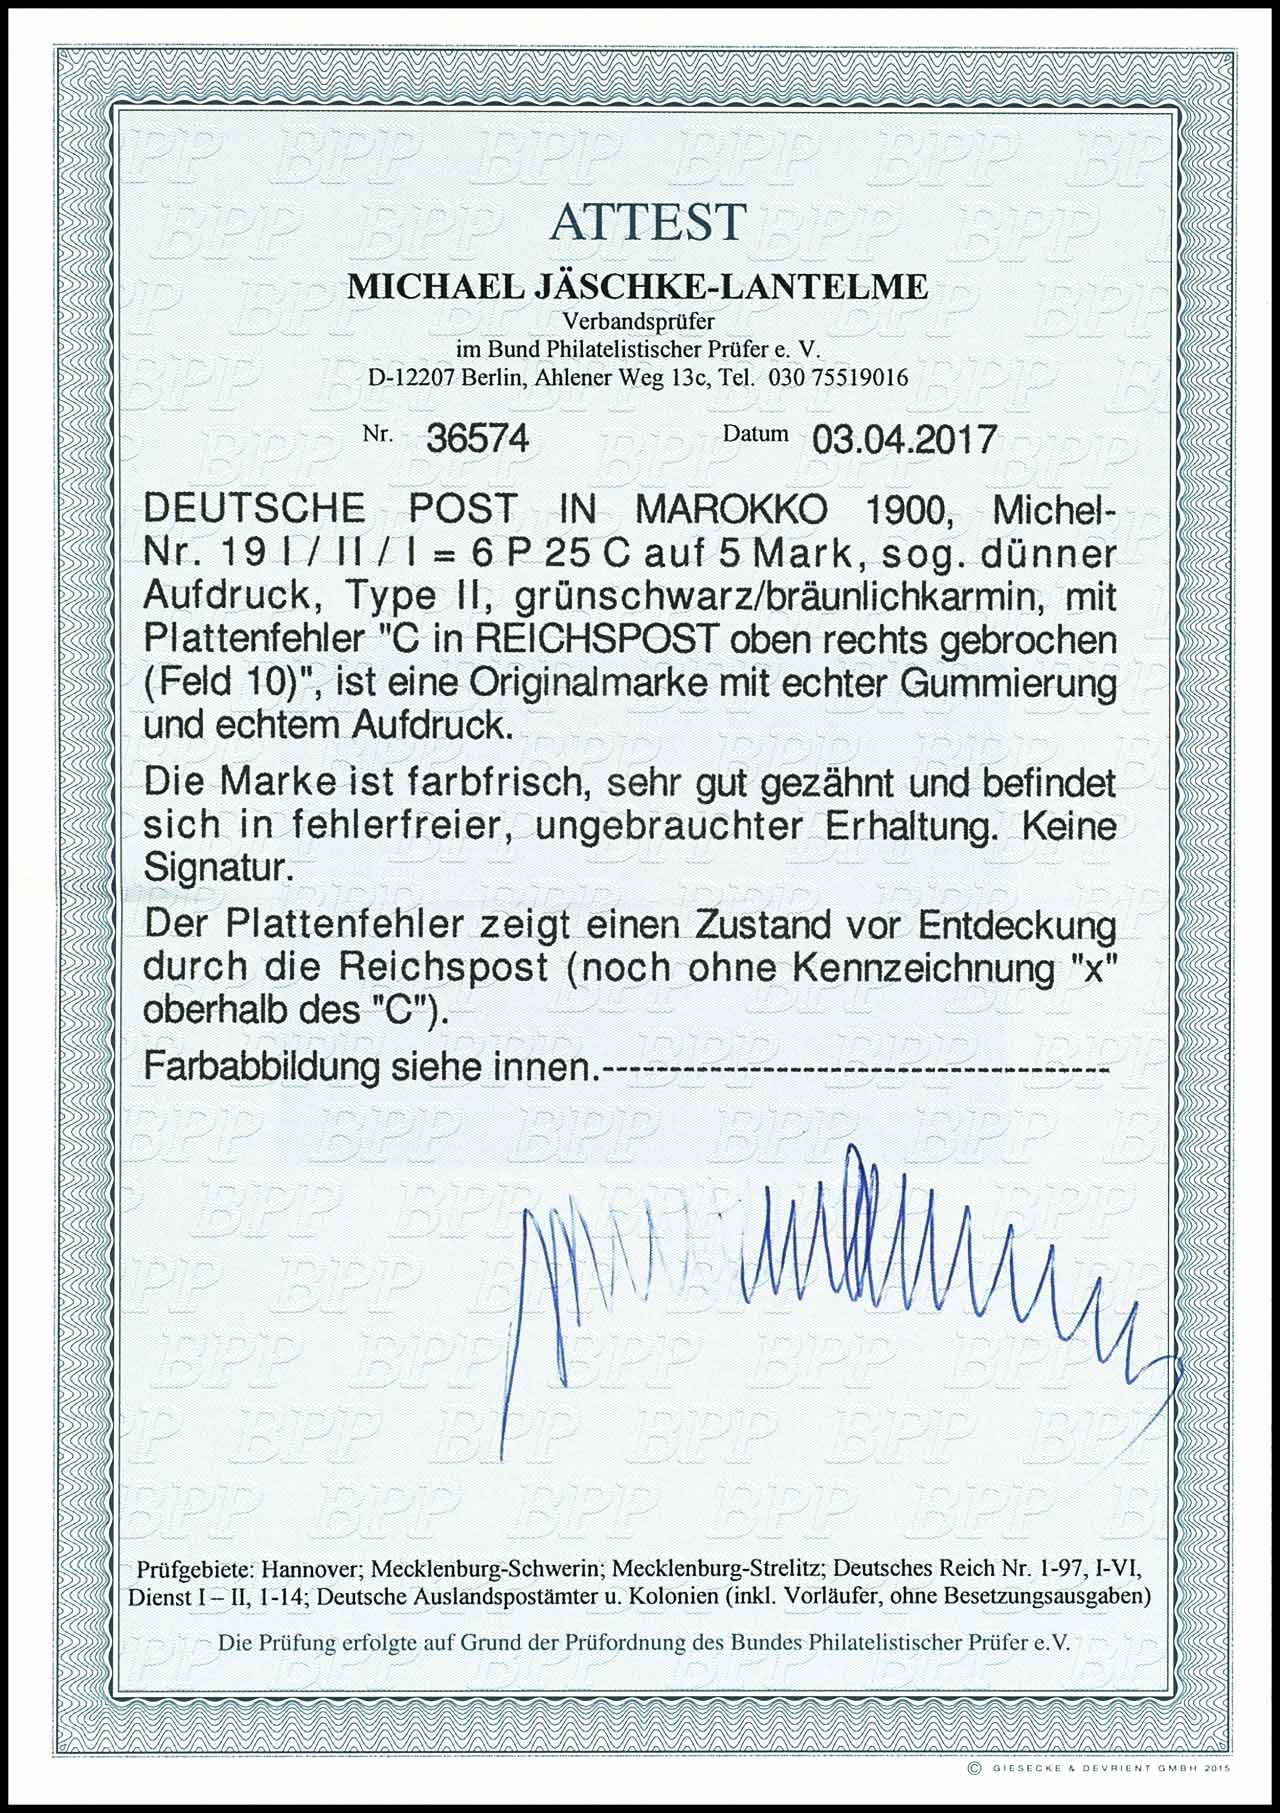 ATTEST
MICHAEL JÄSCHKE-LANTELME
Verbandsprüfer
im Bund Philatelistischer Prüfer e. V.
D-12207 Berlin, Ahlener Weg 13c, Tel. 030 75519016
Nr. 36574 Datum 03.04.2017
DEUTSCHE POST IN MAROKKO 1900, Michel-
Nr. 19 I / II / I = 6 P 25 C auf 5 Mark, sog. dünner
Aufdruck, Type II, grünschwarz/bräunlichkarmin, mit
Plattenfehler "C in REICHSPOST oben rechts gebrochen
(Feld 10)", ist eine Originalmarke mit echter Gummierung
und echtem Aufdruck.
Die Marke ist farbfrisch, sehr gut gezähnt und befindet
sich in fehlerfreier, ungebrauchter Erhaltung. Keine
Signatur.
Der Plattenfehler zeigt einen Zustand vor Entdeckung
durch die Reichspost (noch ohne Kennzeichnung "x"
oberhalb des "C").
Farbabbildung siehe innen.--------------------------------------
Prüfgebiete: Hannover; Mecklenburg-Schwerin; Mecklenburg-Strelitz; Deutsches Reich Nr. 1-97, I-VI,
Dienst I – II, 1-14; Deutsche Auslandspostämter u. Kolonien (inkl. Vorläufer, ohne Besetzungsausgaben)
Die Prüfung erfolgte auf Grund der Prüfordnung des Bundes Philatelistischer Prüfer e.V.
© GIESECKE & DEVRIENT GMBH 2015